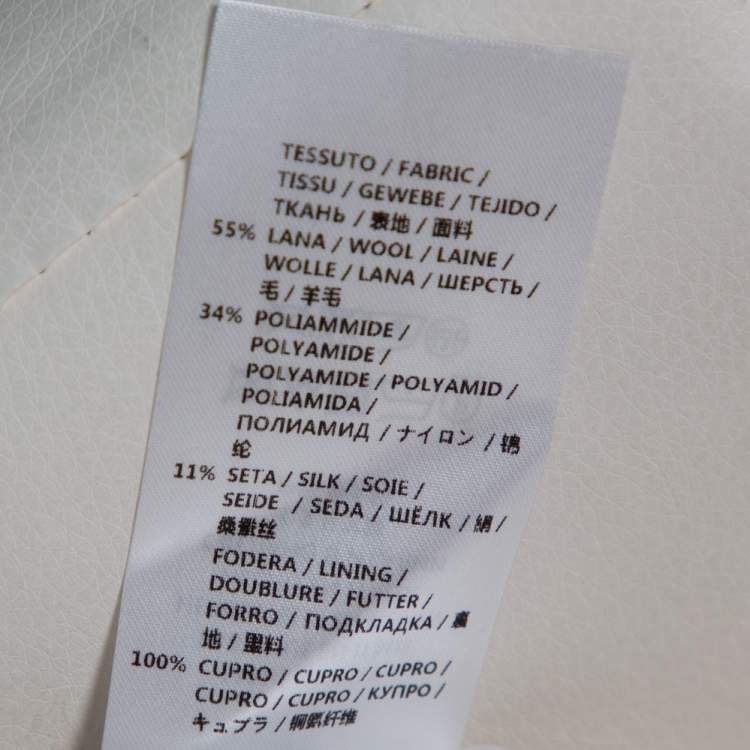 TESSUTO / FABRIC /
TISSU / GEWEBE / TEJIDO /
ТКАНЬ / 表地 / 面料
55% LANA / WOOL / LAINE /
WOLLE / LANA / ШЕРСТЬ /
毛 / 羊毛
34% POLIAMMIDE /
POLYAMIDE /
POLYAMIDE / POLYAMID /
POLIAMIDA /
ПОЛИАМИД / ナイロン / 锦
纶
11% SETA / SILK / SOIE /
SEIDE / SEDA / ШЁЛК / 絹 /
桑蠶丝
FODERA / LINING /
DOUBLURE / FUTTER /
FORRO / ПОДКЛАДКА / 裏
地 / 里料
100% CUPRO / CUPRO / CUPRO /
CUPRO / CUPRO / КУПРО /
キュプラ / 铜氨纤维